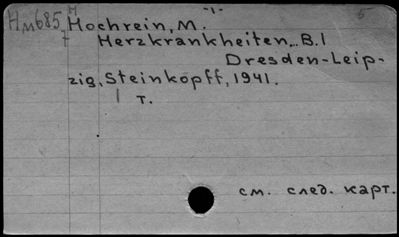 Нм685 Hochrein, M.
Herzkrankheiten,.. B.1
Dresden-Leip-
zig, Steinkopff, 1941.
1 т.
см. след. карт.